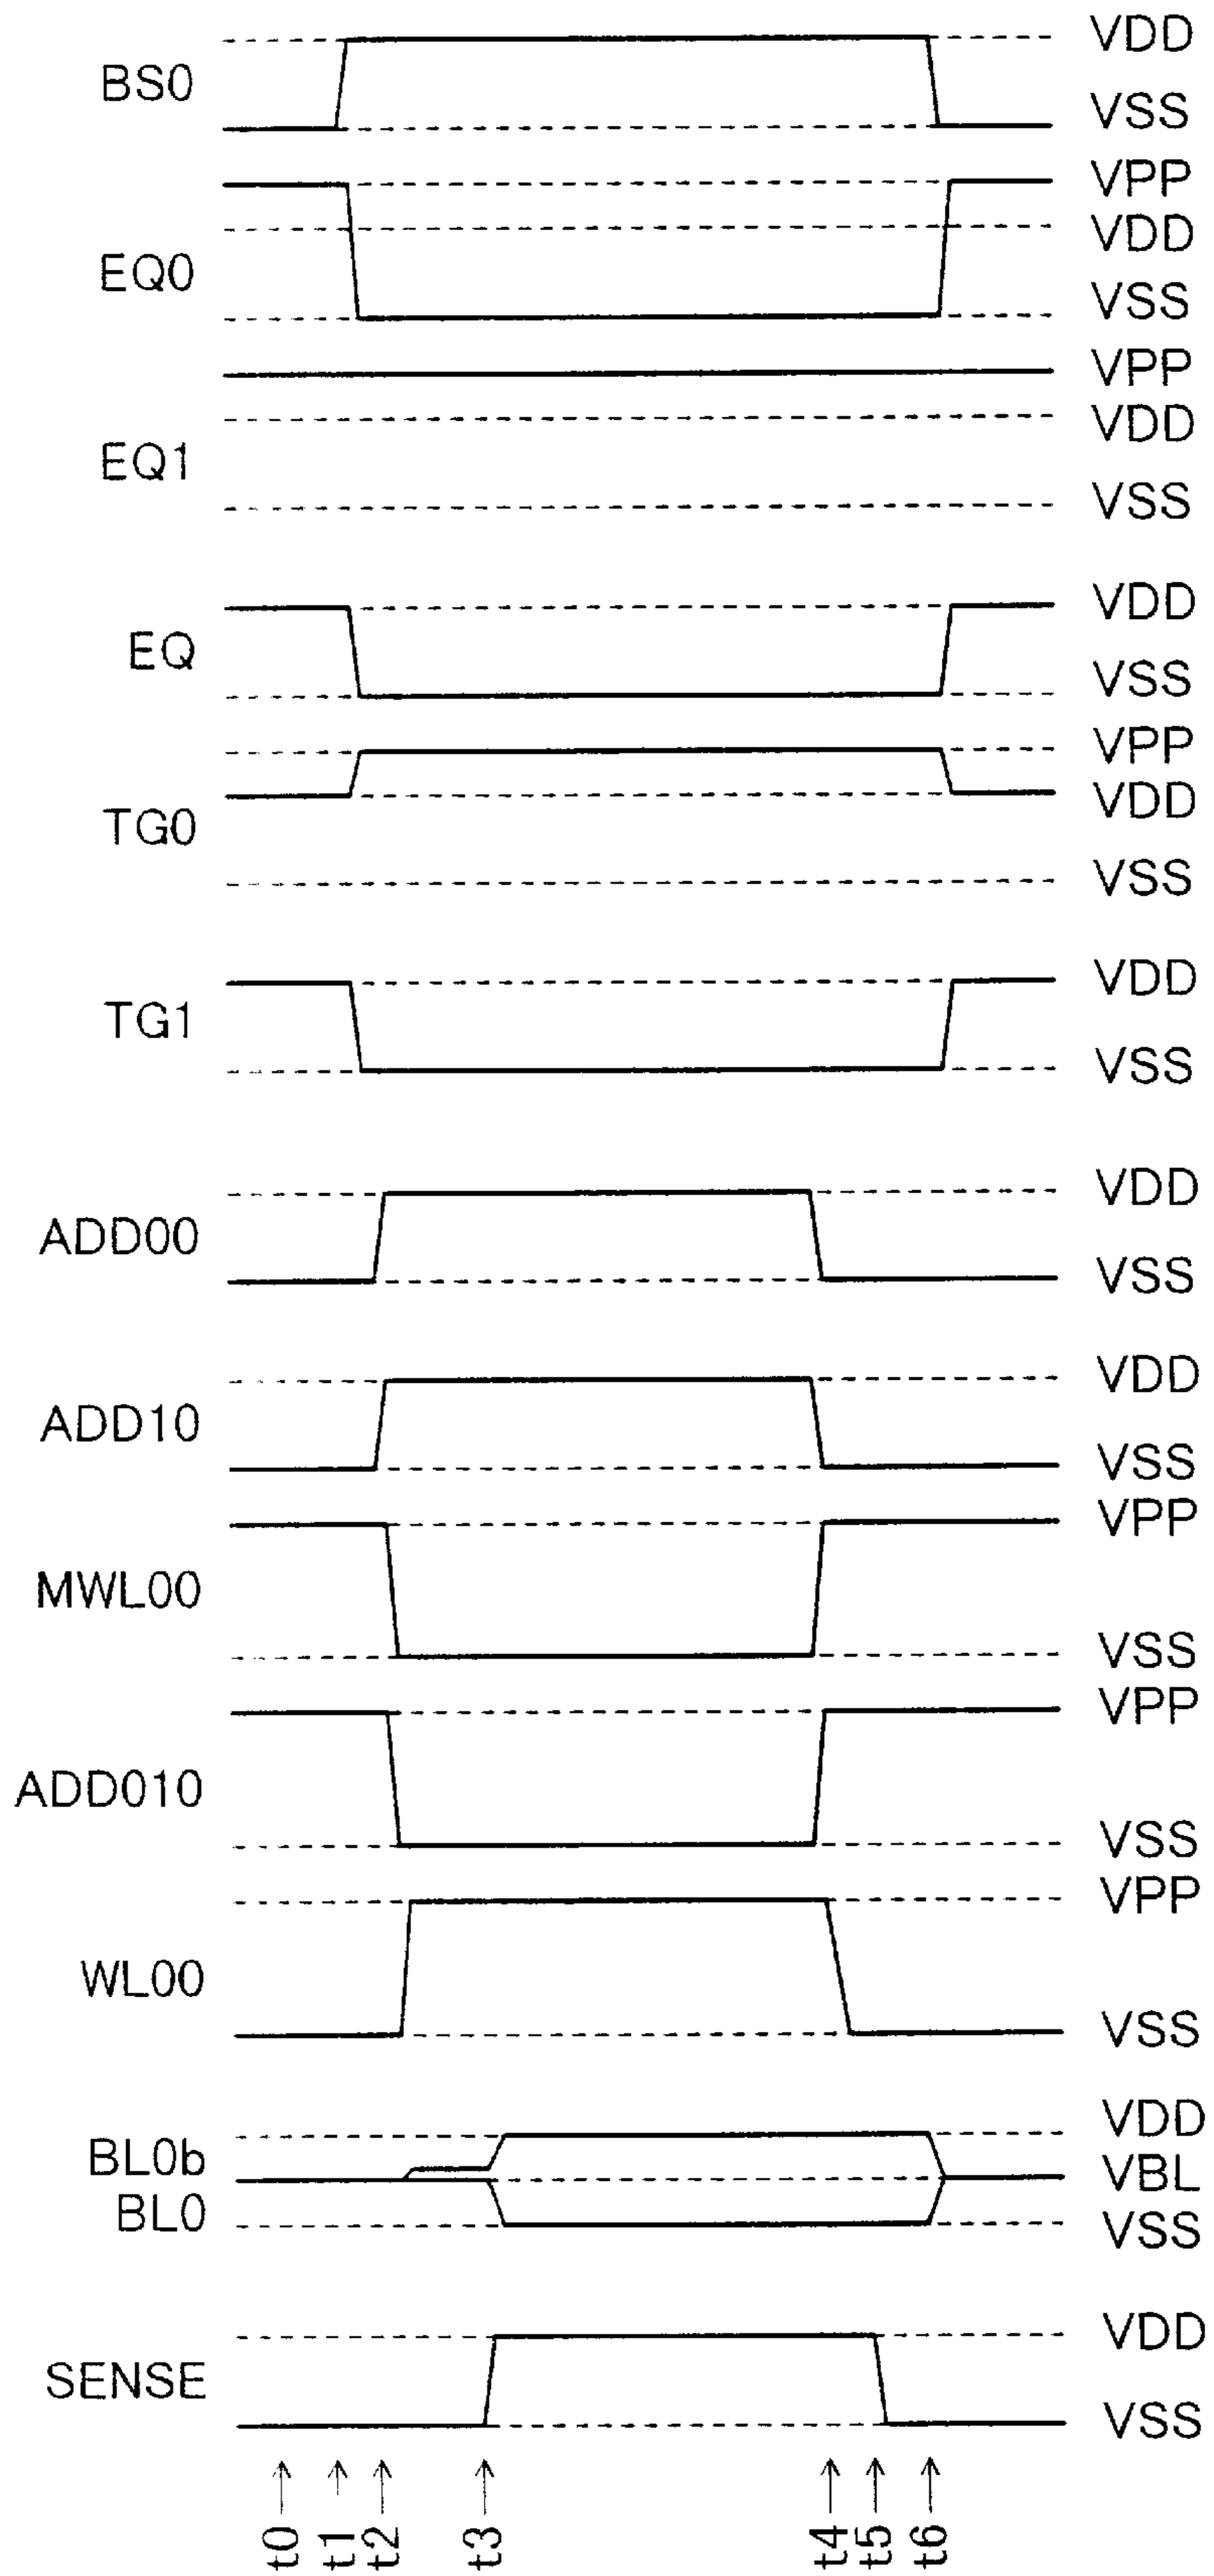 VDD
BS0
VSS
VPP
VDD
EQ0
VSS
VPP
VDD
EQ1
VSS
VDD
EQ
VSS
VPP
VDD
TG0
VSS
VDD
TG1
VSS
VDD
ADD00
VSS
VDD
ADD10
VSS
VPP
MWL00
VSS
VPP
ADD010
VSS
VPP
WL00
VSS
VDD
BL0b
VBL
BL0
VSS
VDD
SENSE
VSS
t0 t1 t2 t3 t4 t5 t6